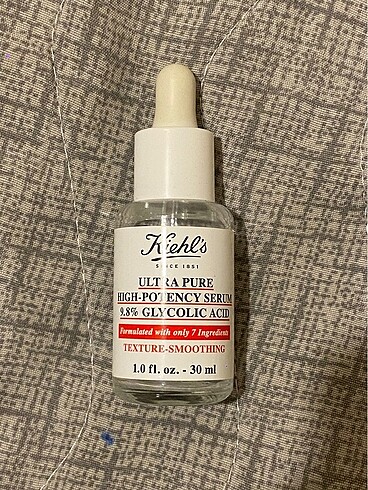 Kiehl's
SINCE 1851
ULTRA PURE
HIGH-POTENCY SERUM
9.8% GLYCOLIC ACID
Formulated with only 7 Ingredients
TEXTURE-SMOOTHING
1.0 fl. oz. - 30 ml